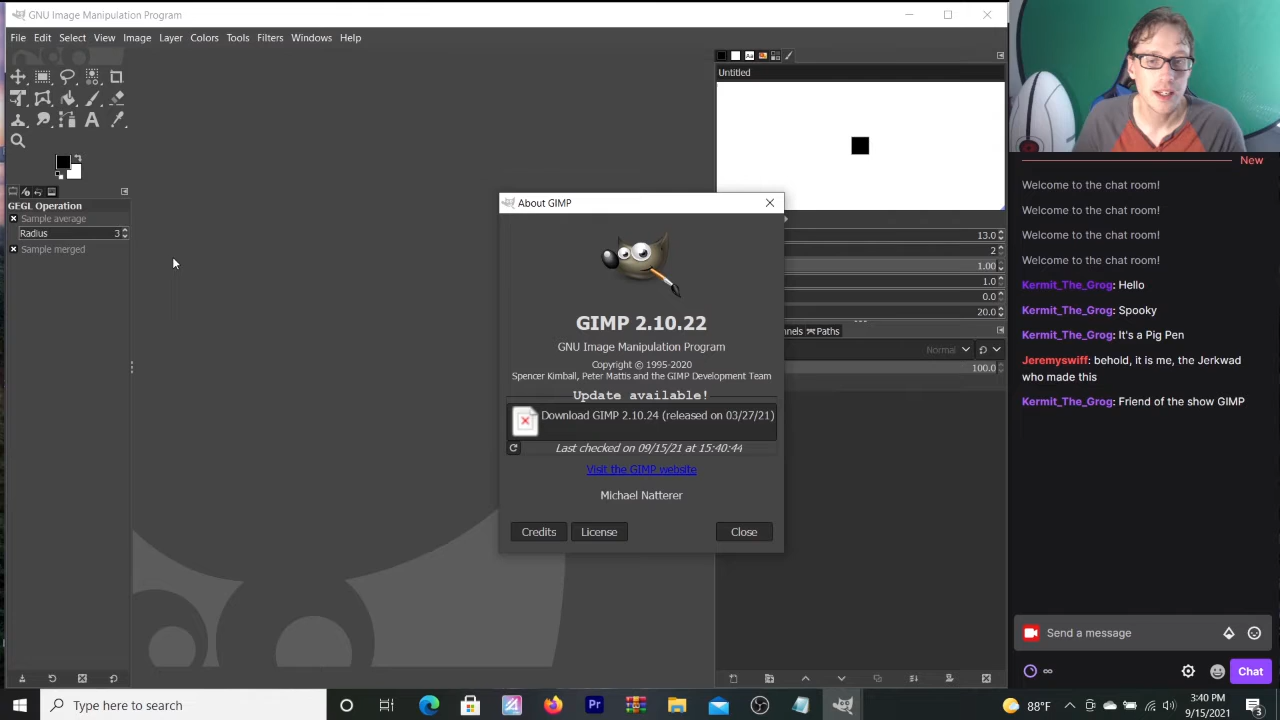 GNU Image Manipulation Program
File Edit Select View Image Layer Colors Tools Filters Windows Help
GEGL Operation
Sample average
Radius 3
Sample merged
Untitled
13.0
2
1.00
1.0
0.0
20.0
nnels Paths
Normal
100.0
About GIMP
GIMP 2.10.22
GNU Image Manipulation Program
Copyright © 1995-2020
Spencer Kimball, Peter Mattis and the GIMP Development Team
Update available!
Download GIMP 2.10.24 (released on 03/27/21)
Last checked on 09/15/21 at 15:40:44
Visit the GIMP website
Michael Natterer
Credits License Close
New
Welcome to the chat room!
Welcome to the chat room!
Welcome to the chat room!
Welcome to the chat room!
Kermit_The_Grog: Hello
Kermit_The_Grog: Spooky
Kermit_The_Grog: It's a Pig Pen
Jeremyswiff: behold, it is me, the Jerkwad
who made this
Kermit_The_Grog: Friend of the show GIMP
Send a message
∞
Chat
Type here to search
Pr
88°F
3:40 PM
9/15/2021
3